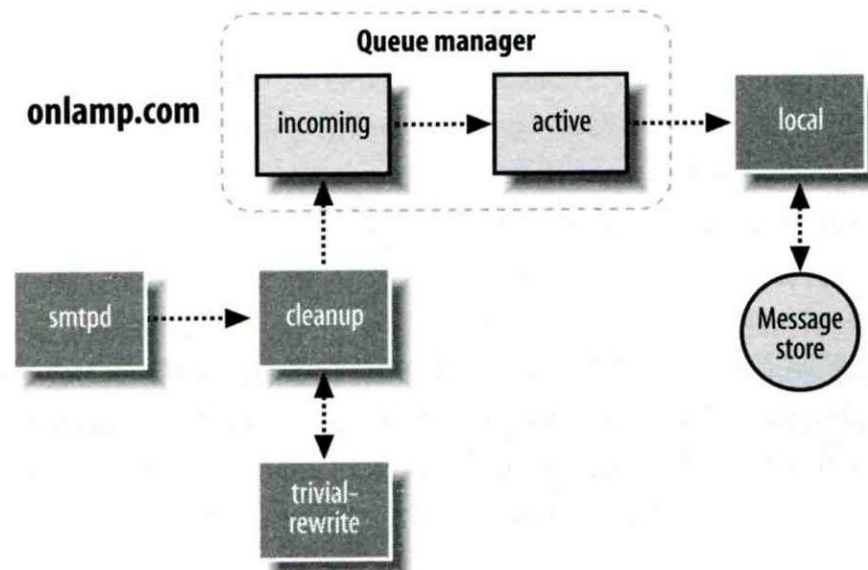 Queue manager
onlamp.com
incoming
active
local
smtpd
cleanup
Message
store
trivial-
rewrite